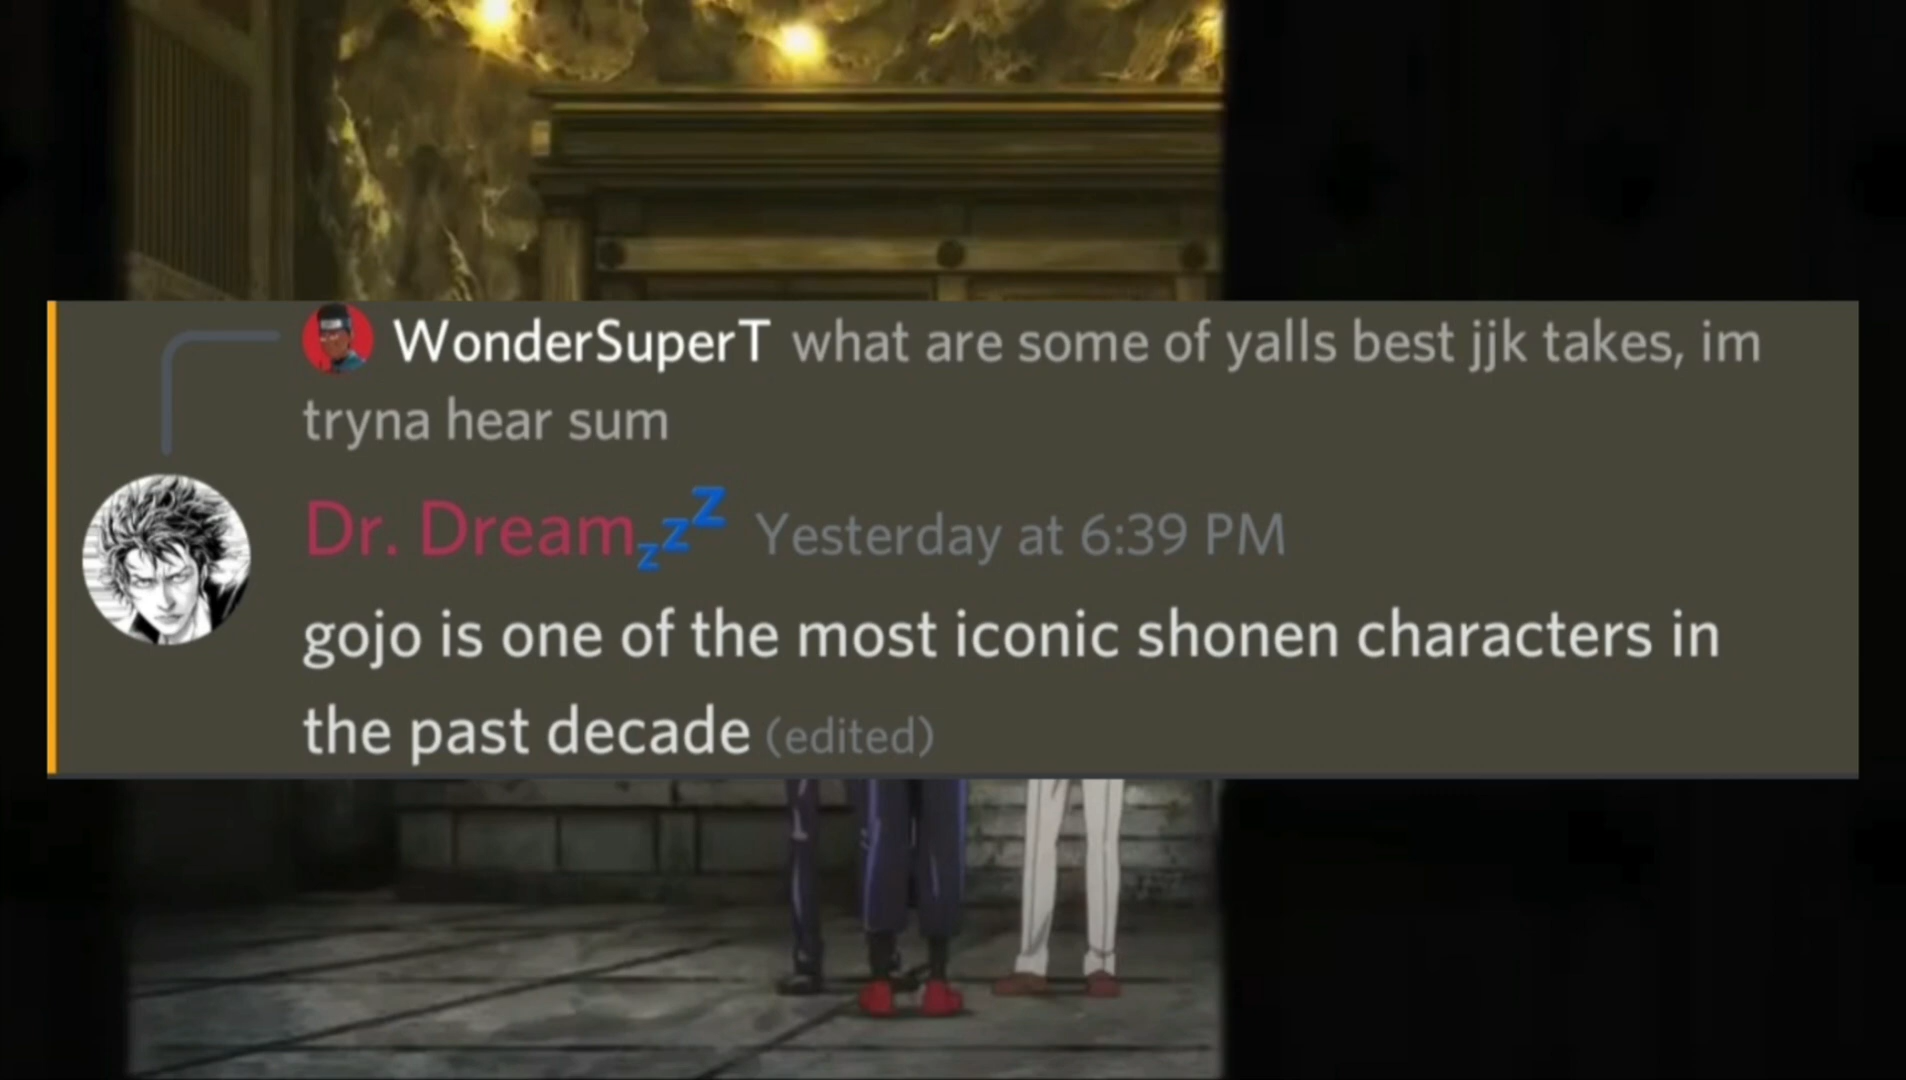 WonderSuperT what are some of yalls best jjk takes, im
tryna hear sum
Dr. Dream💤 Yesterday at 6:39 PM
gojo is one of the most iconic shonen characters in
the past decade (edited)